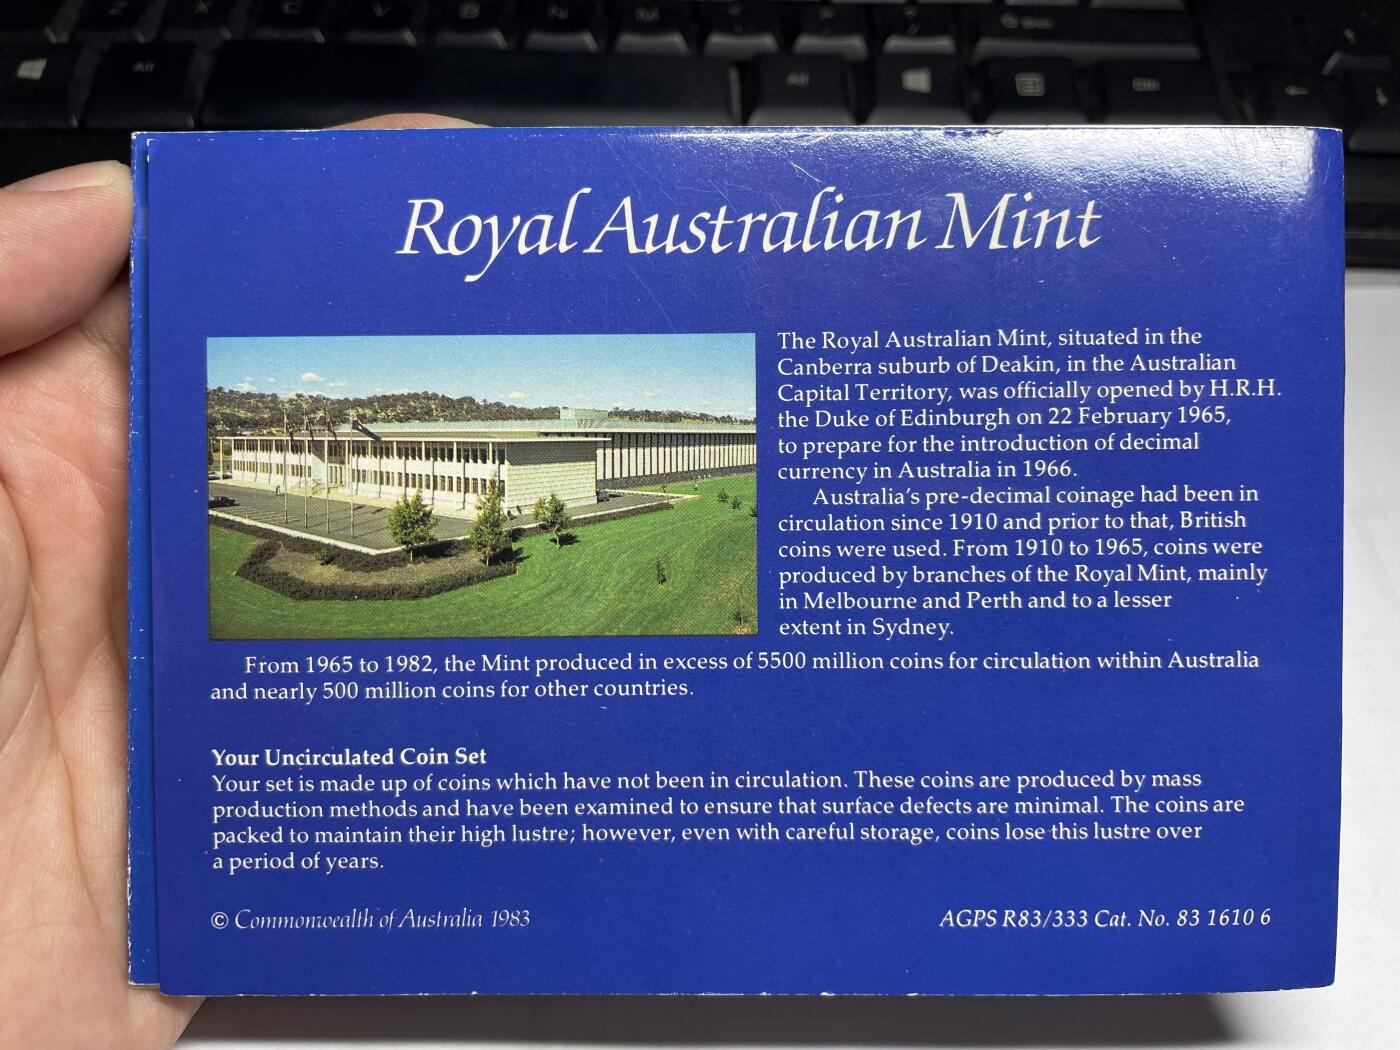 Z X C V B N M
Alt Alt Ctrl
Royal Australian Mint
The Royal Australian Mint, situated in the
Canberra suburb of Deakin, in the Australian
Capital Territory, was officially opened by H.R.H.
the Duke of Edinburgh on 22 February 1965,
to prepare for the introduction of decimal
currency in Australia in 1966.
Australia's pre-decimal coinage had been in
circulation since 1910 and prior to that, British
coins were used. From 1910 to 1965, coins were
produced by branches of the Royal Mint, mainly
in Melbourne and Perth and to a lesser
extent in Sydney.
From 1965 to 1982, the Mint produced in excess of 5500 million coins for circulation within Australia
and nearly 500 million coins for other countries.
Your Uncirculated Coin Set
Your set is made up of coins which have not been in circulation. These coins are produced by mass
production methods and have been examined to ensure that surface defects are minimal. The coins are
packed to maintain their high lustre; however, even with careful storage, coins lose this lustre over
a period of years.
© Commonwealth of Australia 1983
AGPS R83/333 Cat. No. 83 1610 6